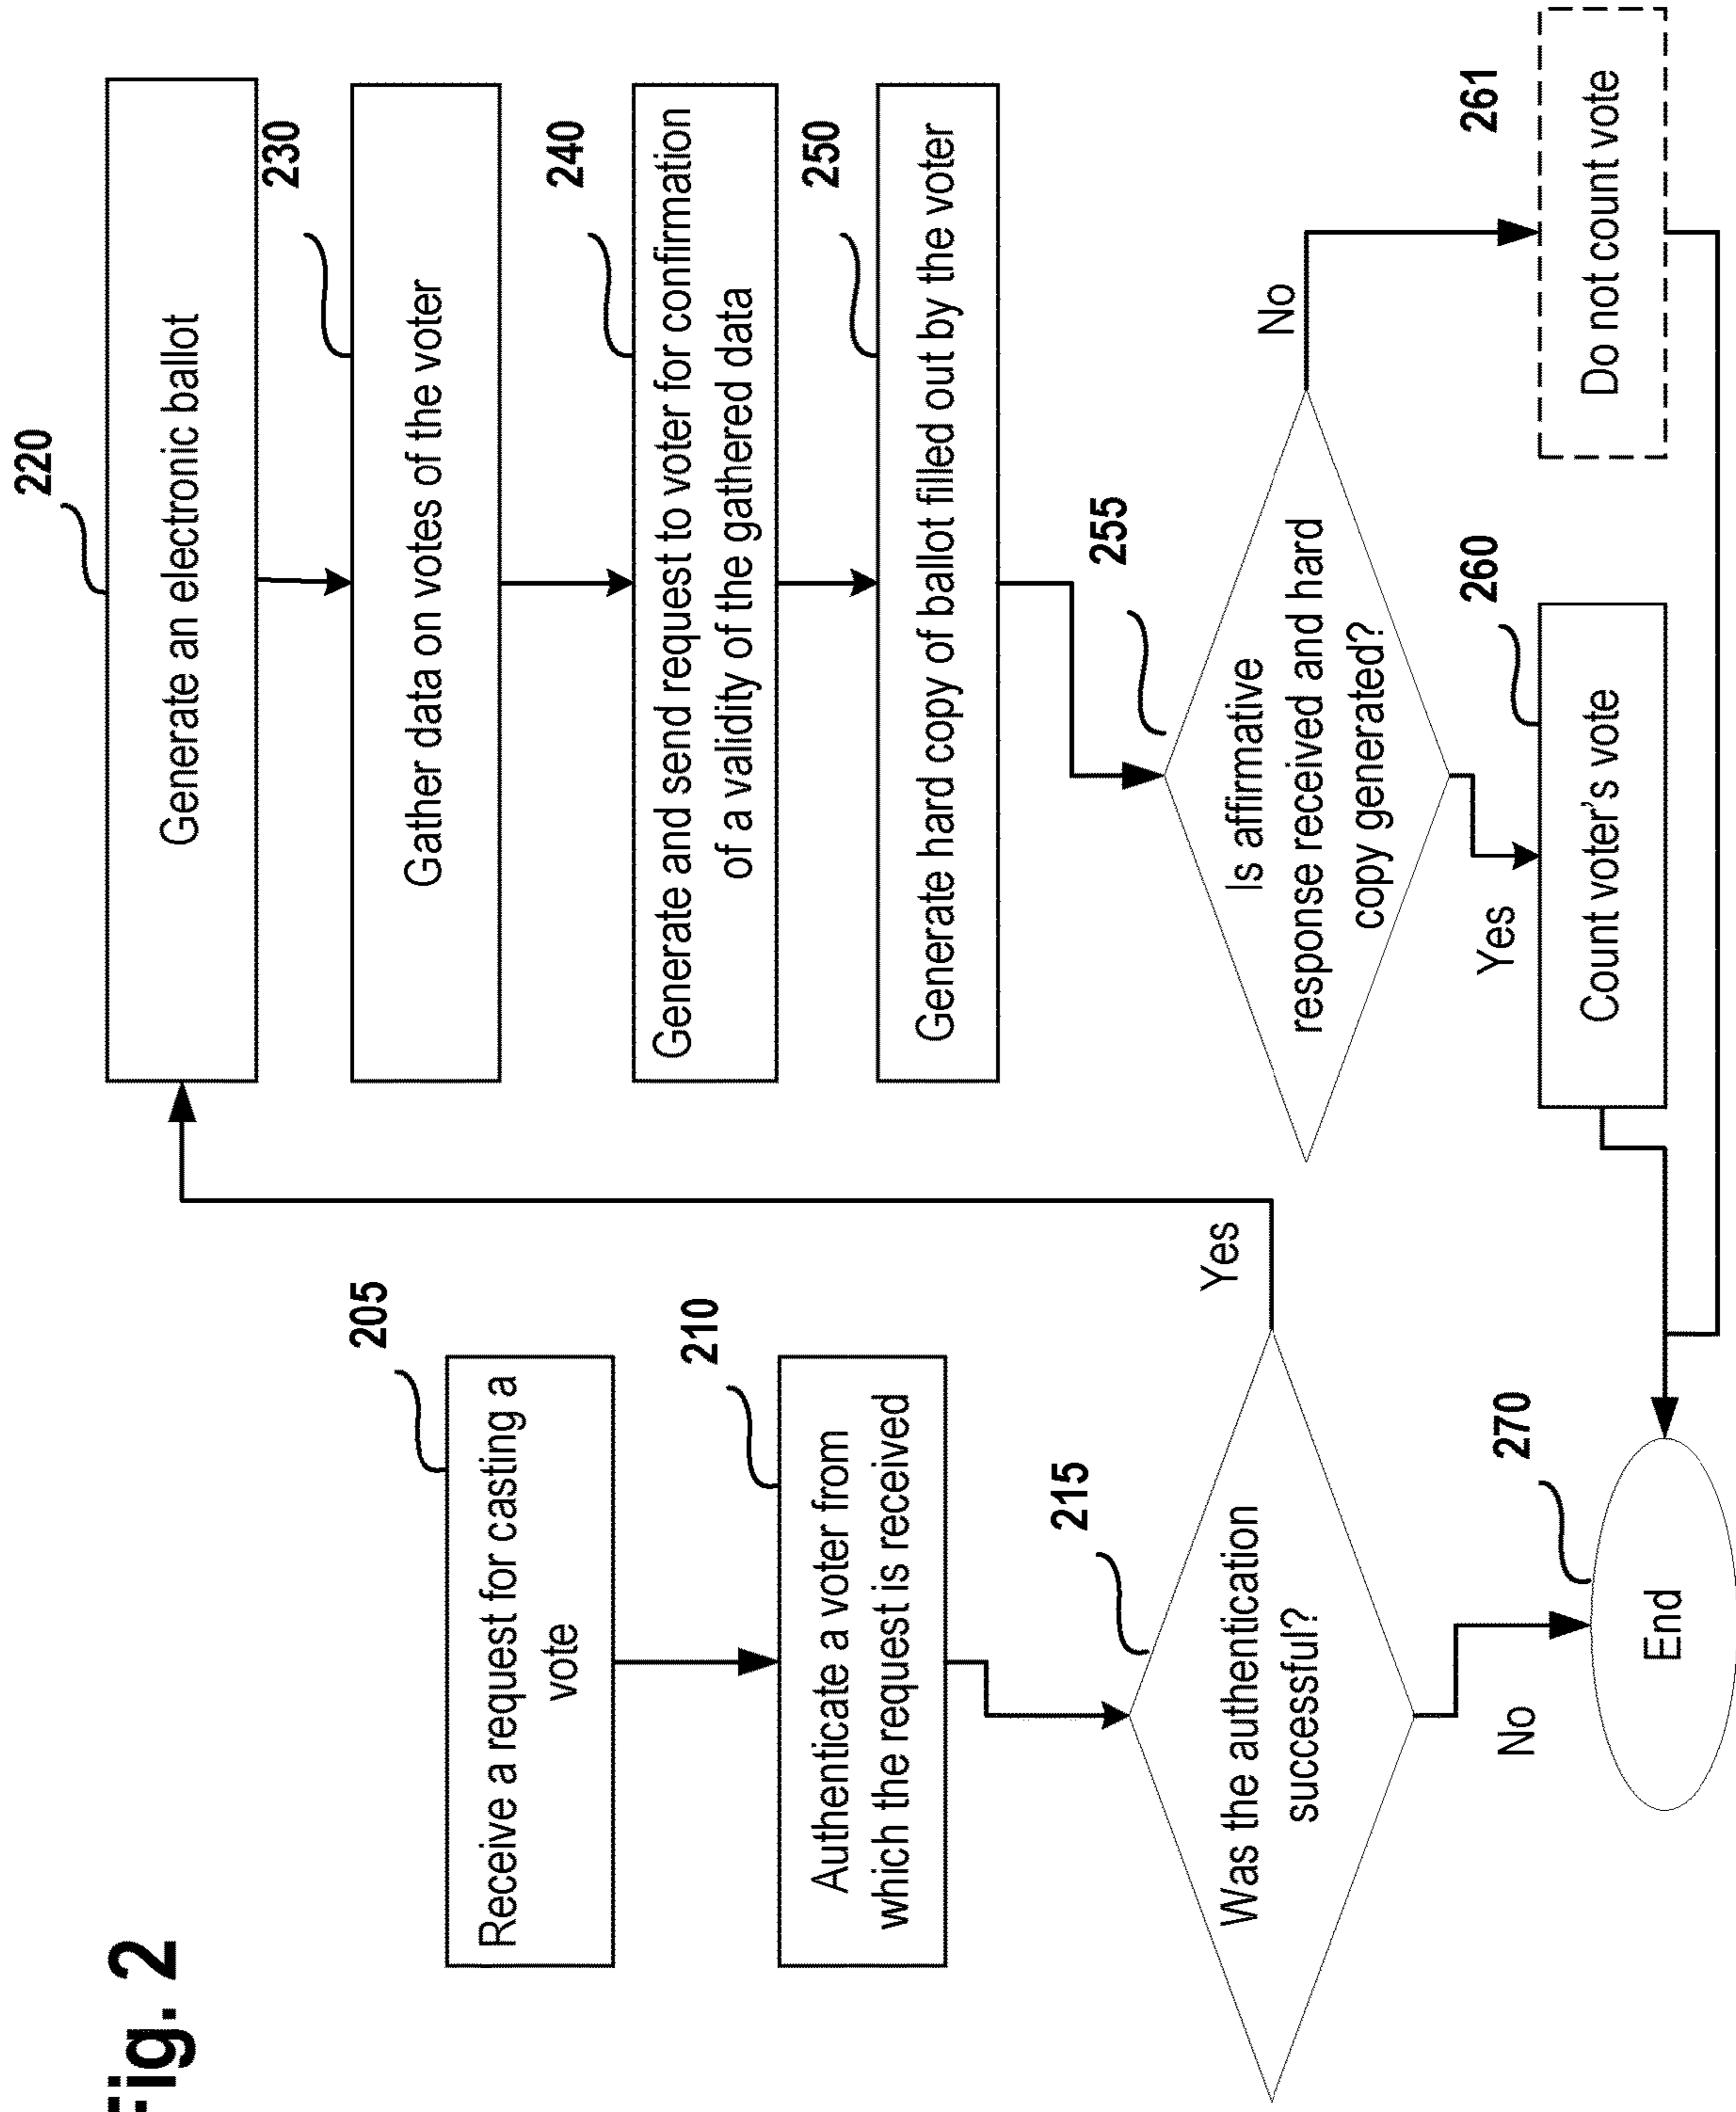 Fig. 2
205
Receive a request for casting a
vote
210
Authenticate a voter from
which the request is received
215
Was the authentication
successful?
Yes
No
270
End
220
Generate an electronic ballot
230
Gather data on votes of the voter
240
Generate and send request to voter for confirmation
of a validity of the gathered data
250
Generate hard copy of ballot filled out by the voter
255
Is affirmative
response received and hard
copy generated?
Yes
No
260
Count voter's vote
261
Do not count vote